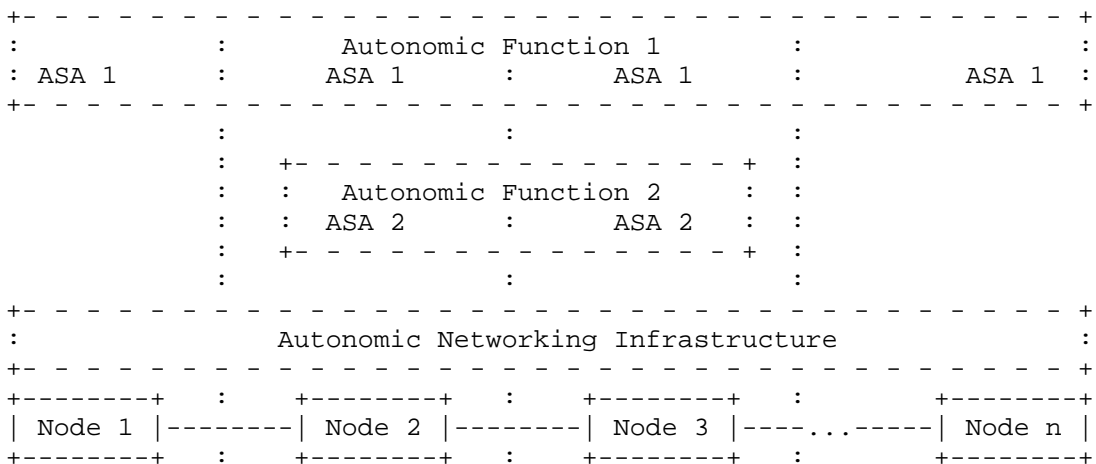 Autonomic Function 1
ASA 1 ASA 1 ASA 1 ASA 1
Autonomic Function 2
ASA 2 ASA 2
Autonomic Networking Infrastructure
Node 1 Node 2 Node 3 ... Node n